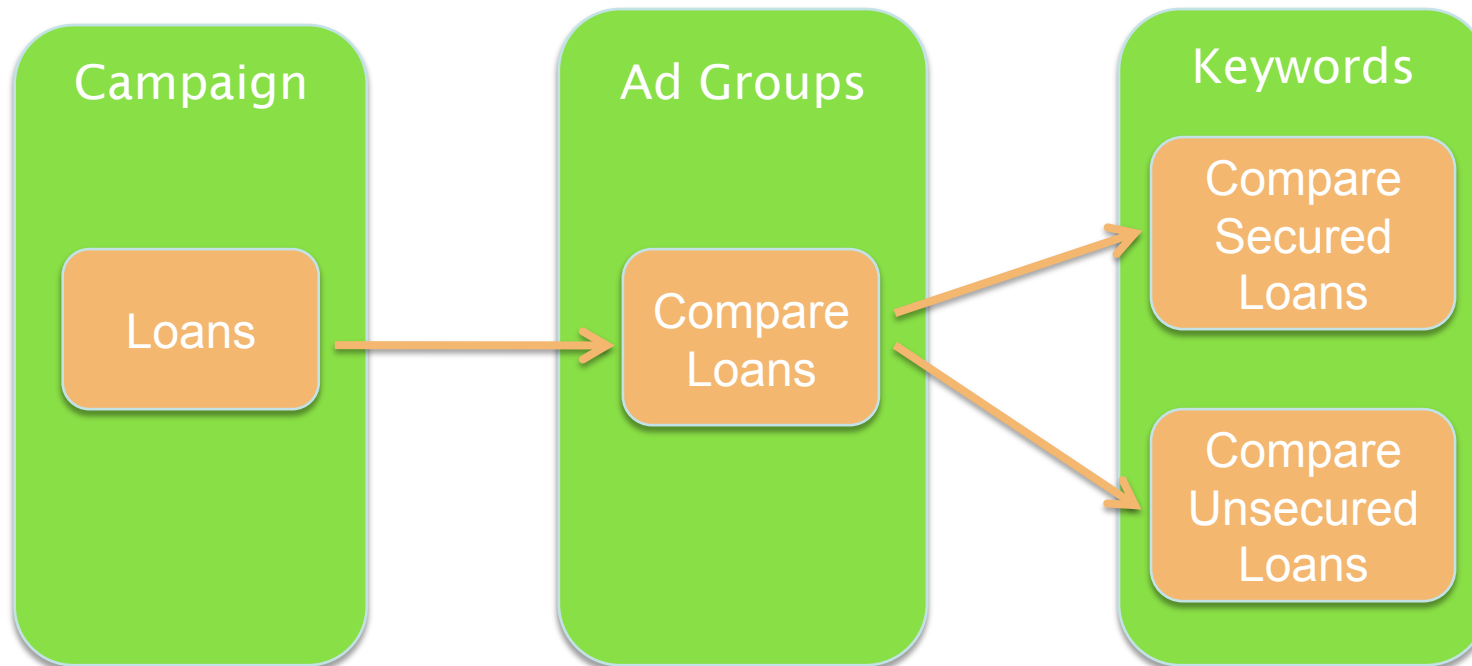 Campaign
Loans
Ad Groups
Compare
Loans
Keywords
Compare
Secured
Loans
Compare
Unsecured
Loans